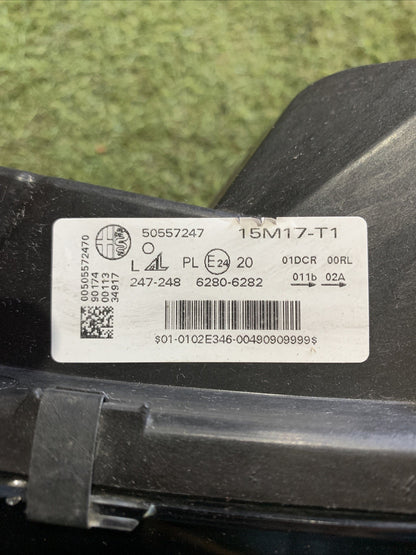 50557247 15M17-T1
L AL PL E24 20 01DCR 00RL
247-248 6280-6282 011b 02A
$01-0102E346-00490909999$
00505572470
90174
00113
34917